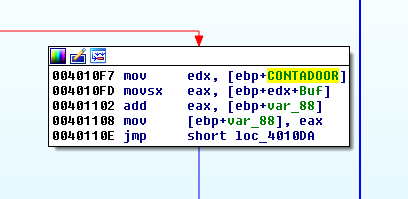 004010F7 mov edx, [ebp+CONTADOOR]
004010FD movsx eax, [ebp+edx+Buf]
00401102 add eax, [ebp+var_88]
00401108 mov [ebp+var_88], eax
0040110E jmp short loc_4010DA